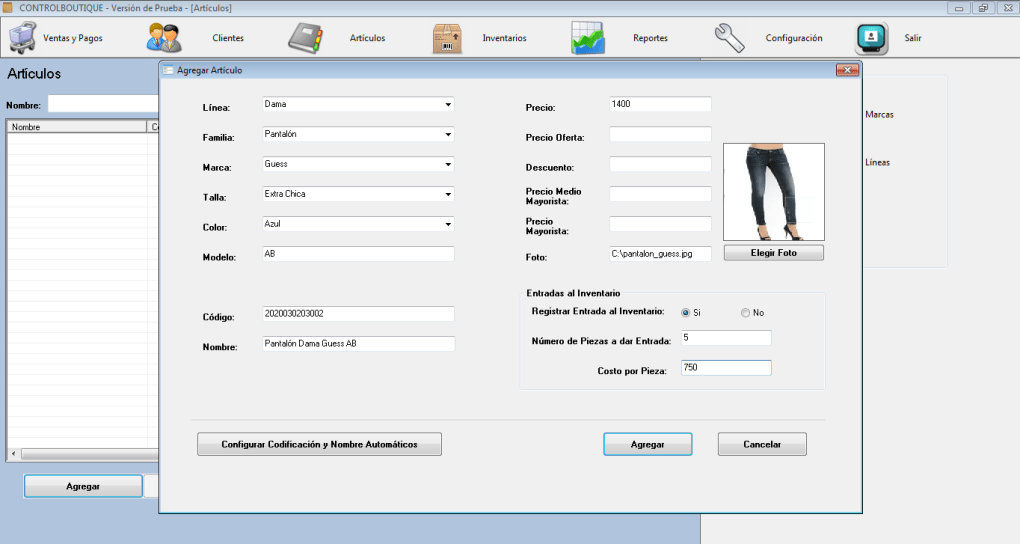 CONTROLBOUTIQUE - Versión de Prueba - [Artículos]
Ventas y Pagos
Clientes
Artículos
Inventarios
Reportes
Configuración
Salir
Artículos
Nombre:
Nombre
Marcas
Líneas
Agregar
Agregar Artículo
Línea: Dama
Familia: Pantalón
Marca: Guess
Talla: Extra Chica
Color: Azul
Modelo: AB
Código: 2020030203002
Nombre: Pantalón Dama Guess AB
Precio: 1400
Precio Oferta:
Descuento:
Precio Medio
Mayorista:
Precio
Mayorista:
Foto: C:\pantalon_guess.jpg
Elegir Foto
Entradas al Inventario
Registrar Entrada al Inventario: Si No
Número de Piezas a dar Entrada: 5
Costo por Pieza: 750
Configurar Codificación y Nombre Automáticos
Agregar
Cancelar